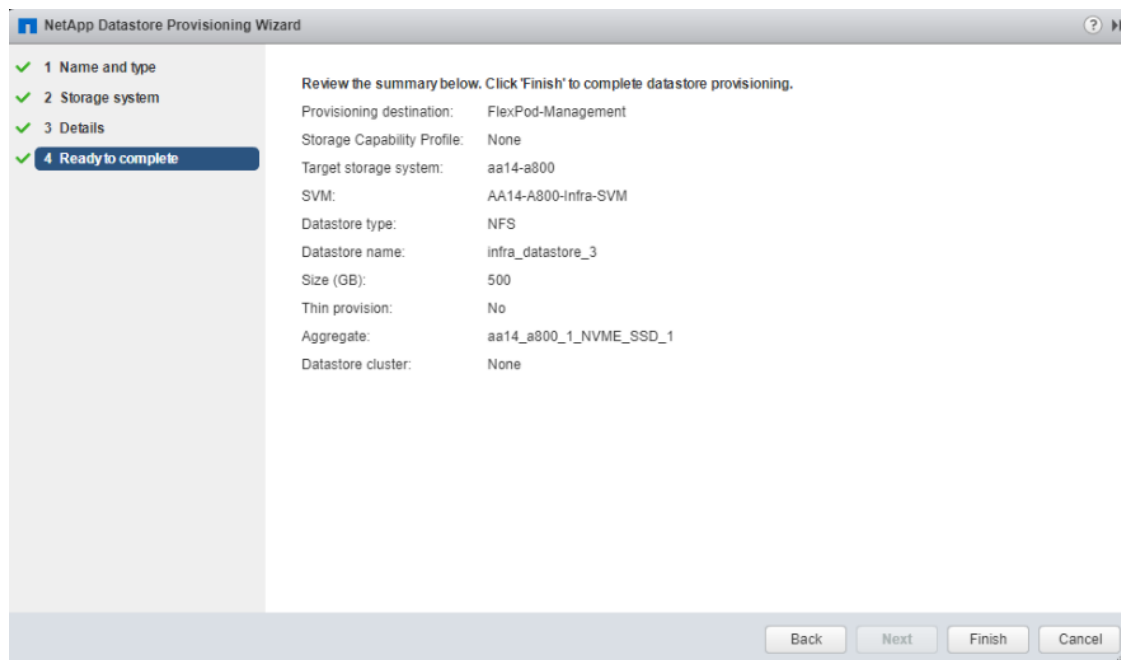 NetApp Datastore Provisioning Wizard
?
1 Name and type
2 Storage system
3 Details
4 Ready to complete
Review the summary below. Click 'Finish' to complete datastore provisioning.
Provisioning destination: FlexPod-Management
Storage Capability Profile: None
Target storage system: aa14-a800
SVM: AA14-A800-Infra-SVM
Datastore type: NFS
Datastore name: infra_datastore_3
Size (GB): 500
Thin provision: No
Aggregate: aa14_a800_1_NVME_SSD_1
Datastore cluster: None
Back Next Finish Cancel